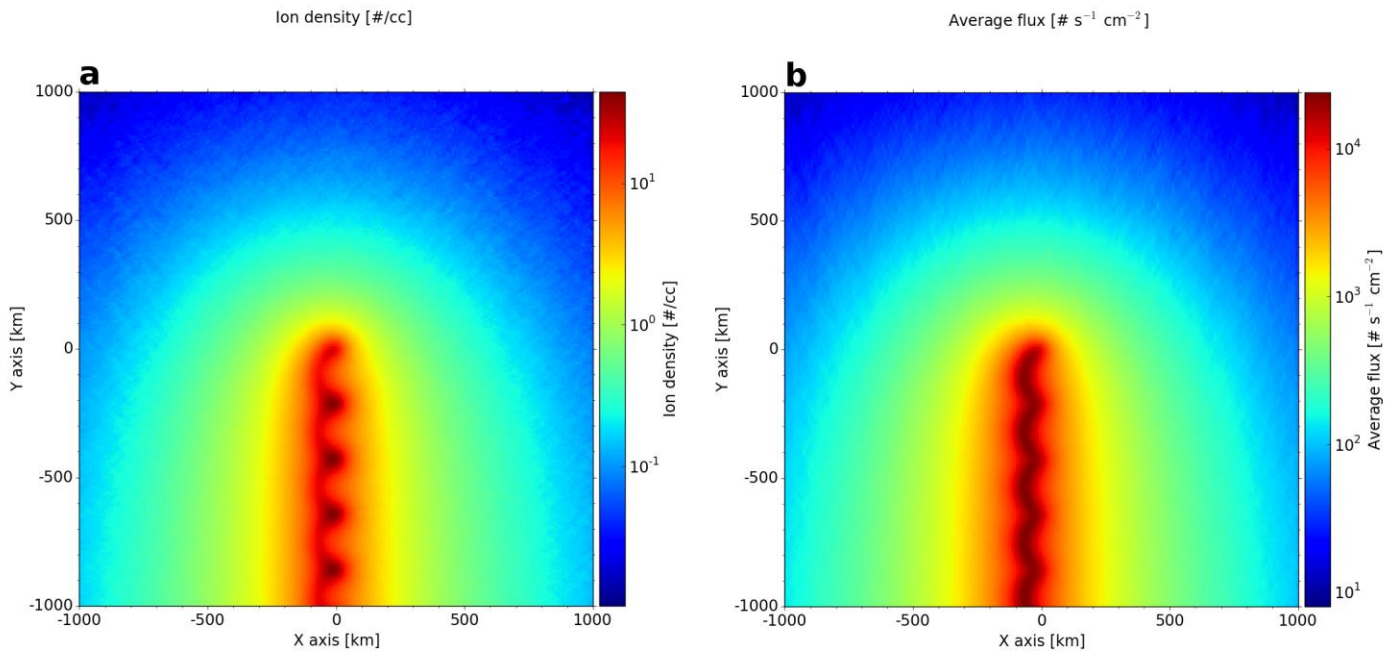 Ion density [#/cc]
a
1000
500
0
-500
-1000
Y axis [km]
-1000
-500
0
500
1000
X axis [km]
10¹
10⁰
10⁻¹
Ion density [#/cc]
Average flux [# s⁻¹ cm⁻²]
b
1000
500
0
-500
-1000
Y axis [km]
-1000
-500
0
500
1000
X axis [km]
10⁴
10³
10²
10¹
Average flux [# s⁻¹ cm⁻²]